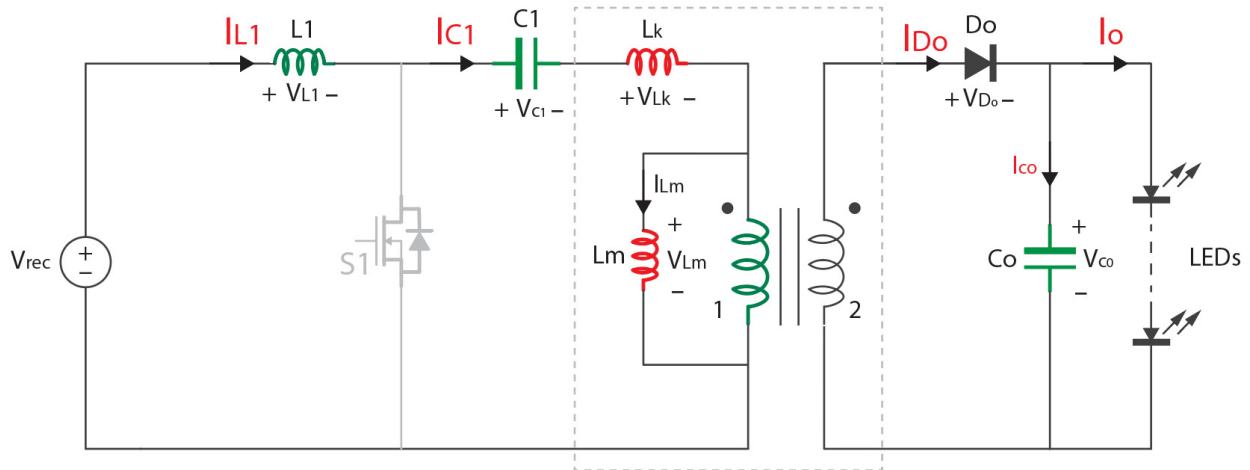 IL1
L1
+ VL1 –
IC1
C1
+ VC1 –
Lk
+ VLk –
IDo
Do
+ VDo –
Io
ILm
Lm
+
VLm
–
1
2
Ico
Co
+
Vco
–
LEDs
Vrec
+
–
S1